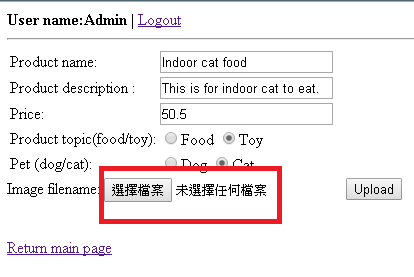 User name:Admin | Logout
Product name: Indoor cat food
Product description : This is for indoor cat to eat.
Price: 50.5
Product topic(food/toy): Food Toy
Pet (dog/cat): Dog Cat
Image filename: 選擇檔案 未選擇任何檔案 Upload
Return main page